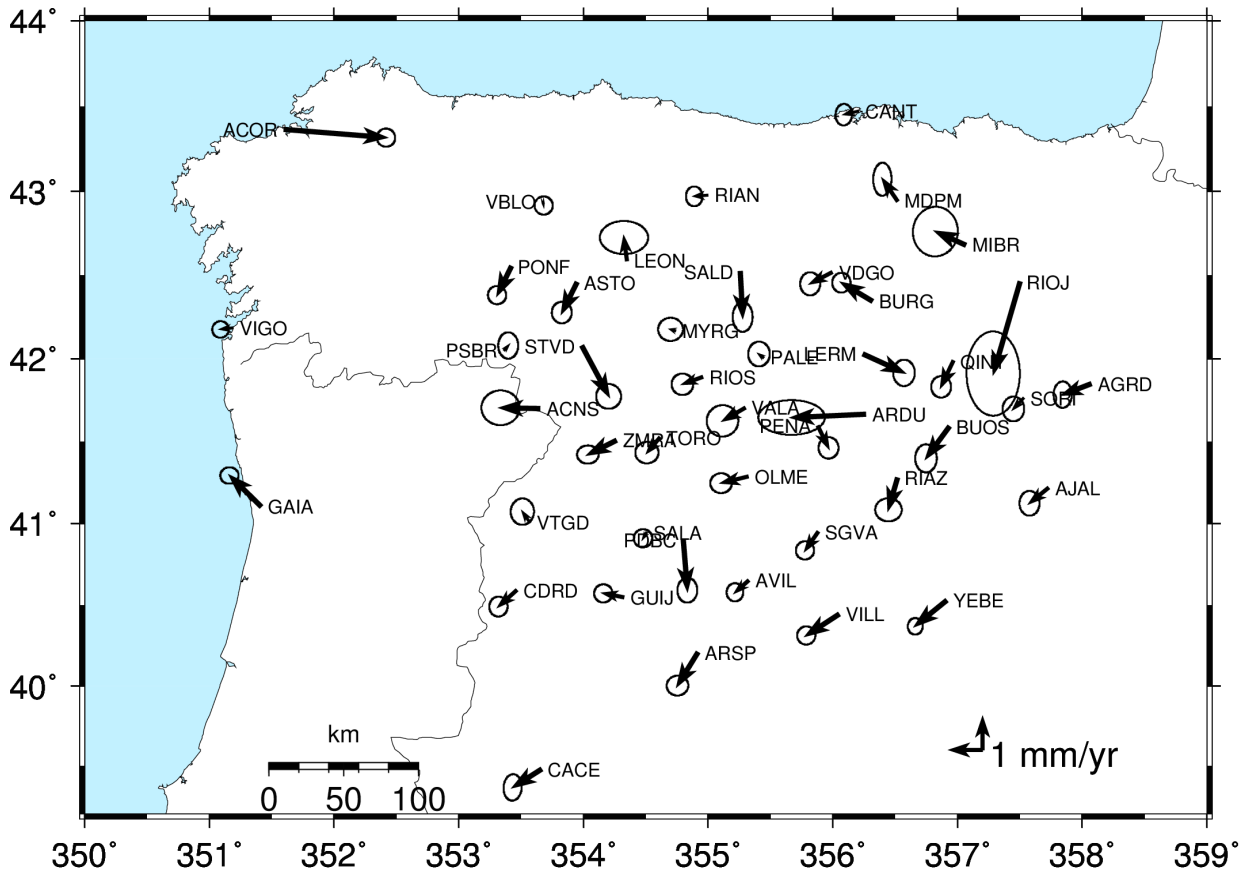 44°
CANT
ACOR
43°
VBLO
RIAN
MDPM
MIBR
LEON
PONF
ASTO
SALD
VDGO
RIOJ
BURG
VIGO
MYRG
PSBR
STVD
PALE
LERM
QINT
42°
RIOS
AGRD
SORI
ACNS
VALA
ARDU
PENA
BUOS
ZMRA
TORO
OLME
RIAZ
AJAL
GAIA
VTGD
41°
SALA
PDBC
SGVA
AVIL
CDRD
GUIJ
YEBE
VILL
ARSP
40°
km
1 mm/yr
CACE
0 50 100
350° 351° 352° 353° 354° 355° 356° 357° 358° 359°